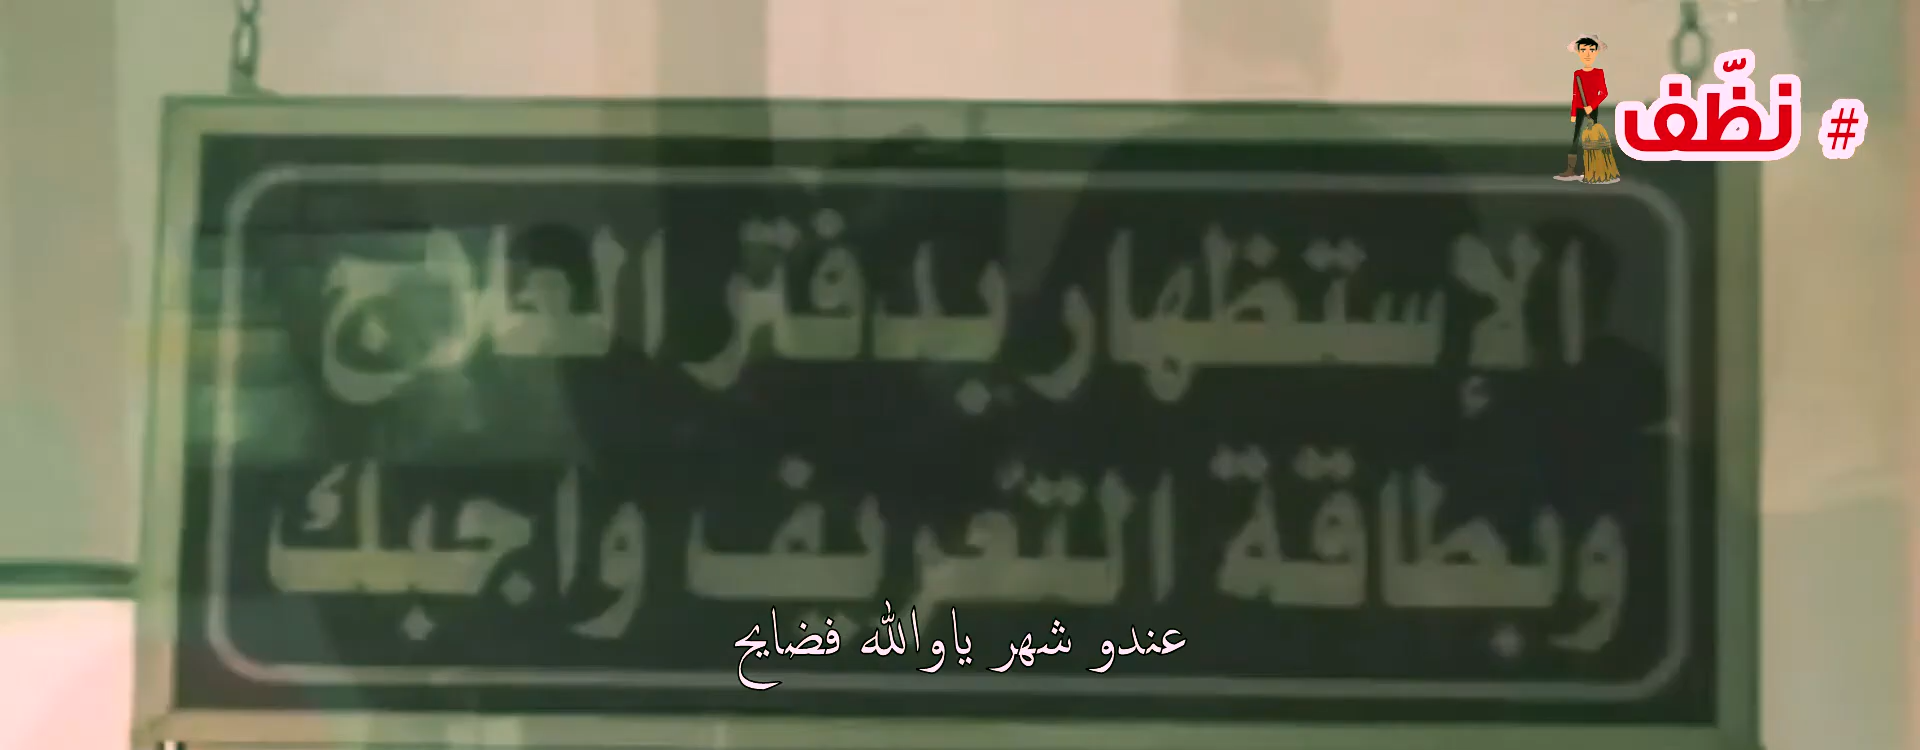 # نظّف
الإستظهار بدفتر العلاج
وبطاقة التعريف واجبك
عندو شهر ياوالله فضايح